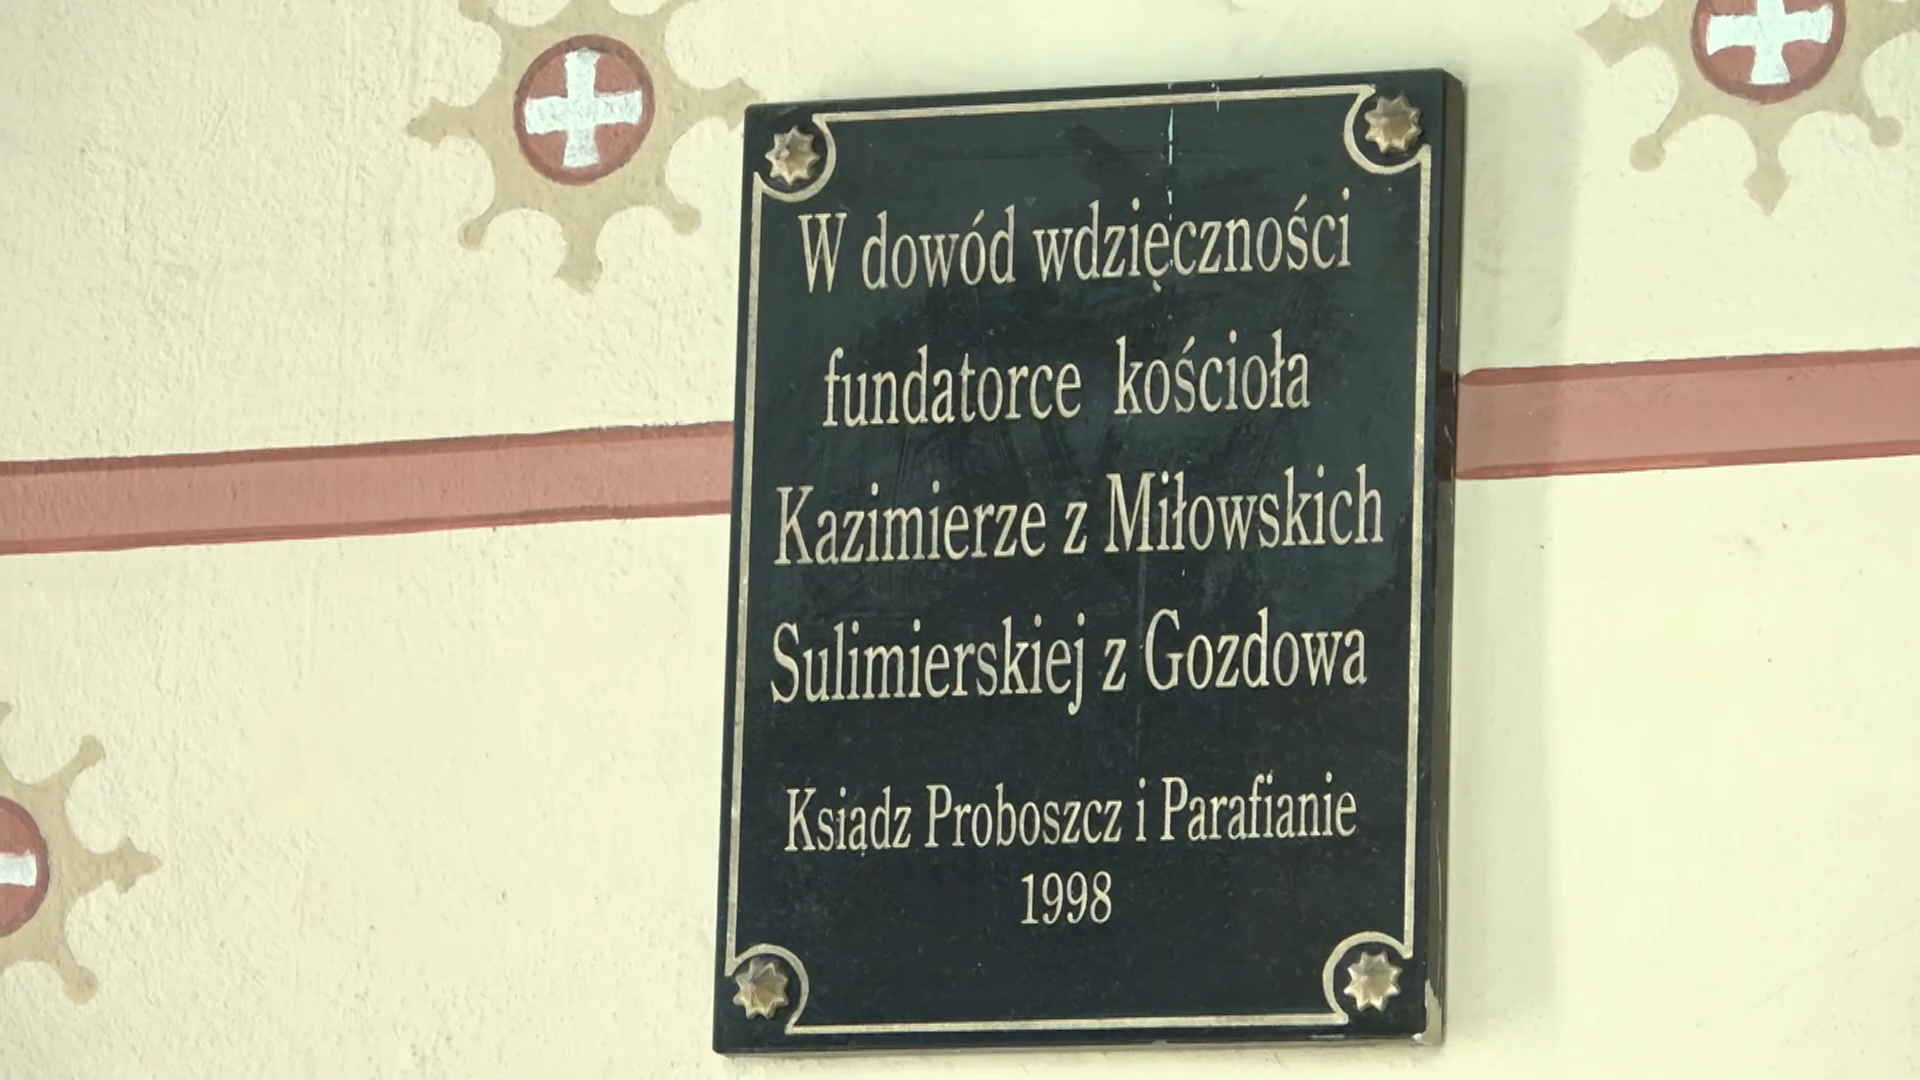 W dowód wdzięczności
fundatorce kościoła
Kazimierze z Miłowskich
Sulimierskiej z Gozdowa
Ksiądz Proboszcz i Parafianie
1998